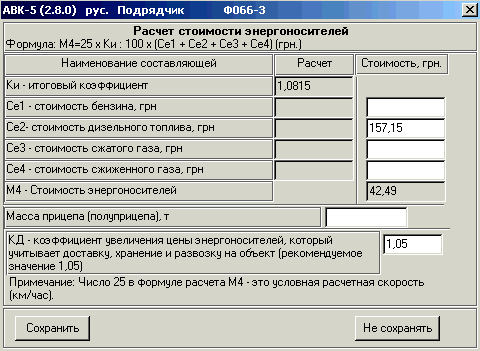 АВК-5 (2.8.0) рус. Подрядчик Ф066-3
Расчет стоимости энергоносителей
Формула: М4=25 х Ки : 100 х (Се1 + Се2 + Се3 + Се4) (грн.)
Наименование составляющей Расчет Стоимость, грн.
Ки - итоговый коэффициент 1,0815
Се1 - стоимость бензина, грн
Се2- стоимость дизельного топлива, грн 157,15
Се3 - стоимость сжатого газа, грн
Се4 - стоимость сжиженного газа, грн
М4 - Стоимость энергоносителей 42,49
Масса прицепа (полуприцепа), т
КД - коэффициент увеличения цены энергоносителей, который
учитывает доставку, хранение и развозку на объект (рекомендуемое
значение 1,05) 1,05
Примечание: Число 25 в формуле расчета М4 - это условная расчетная скорость
(км/час).
Сохранить Не сохранять